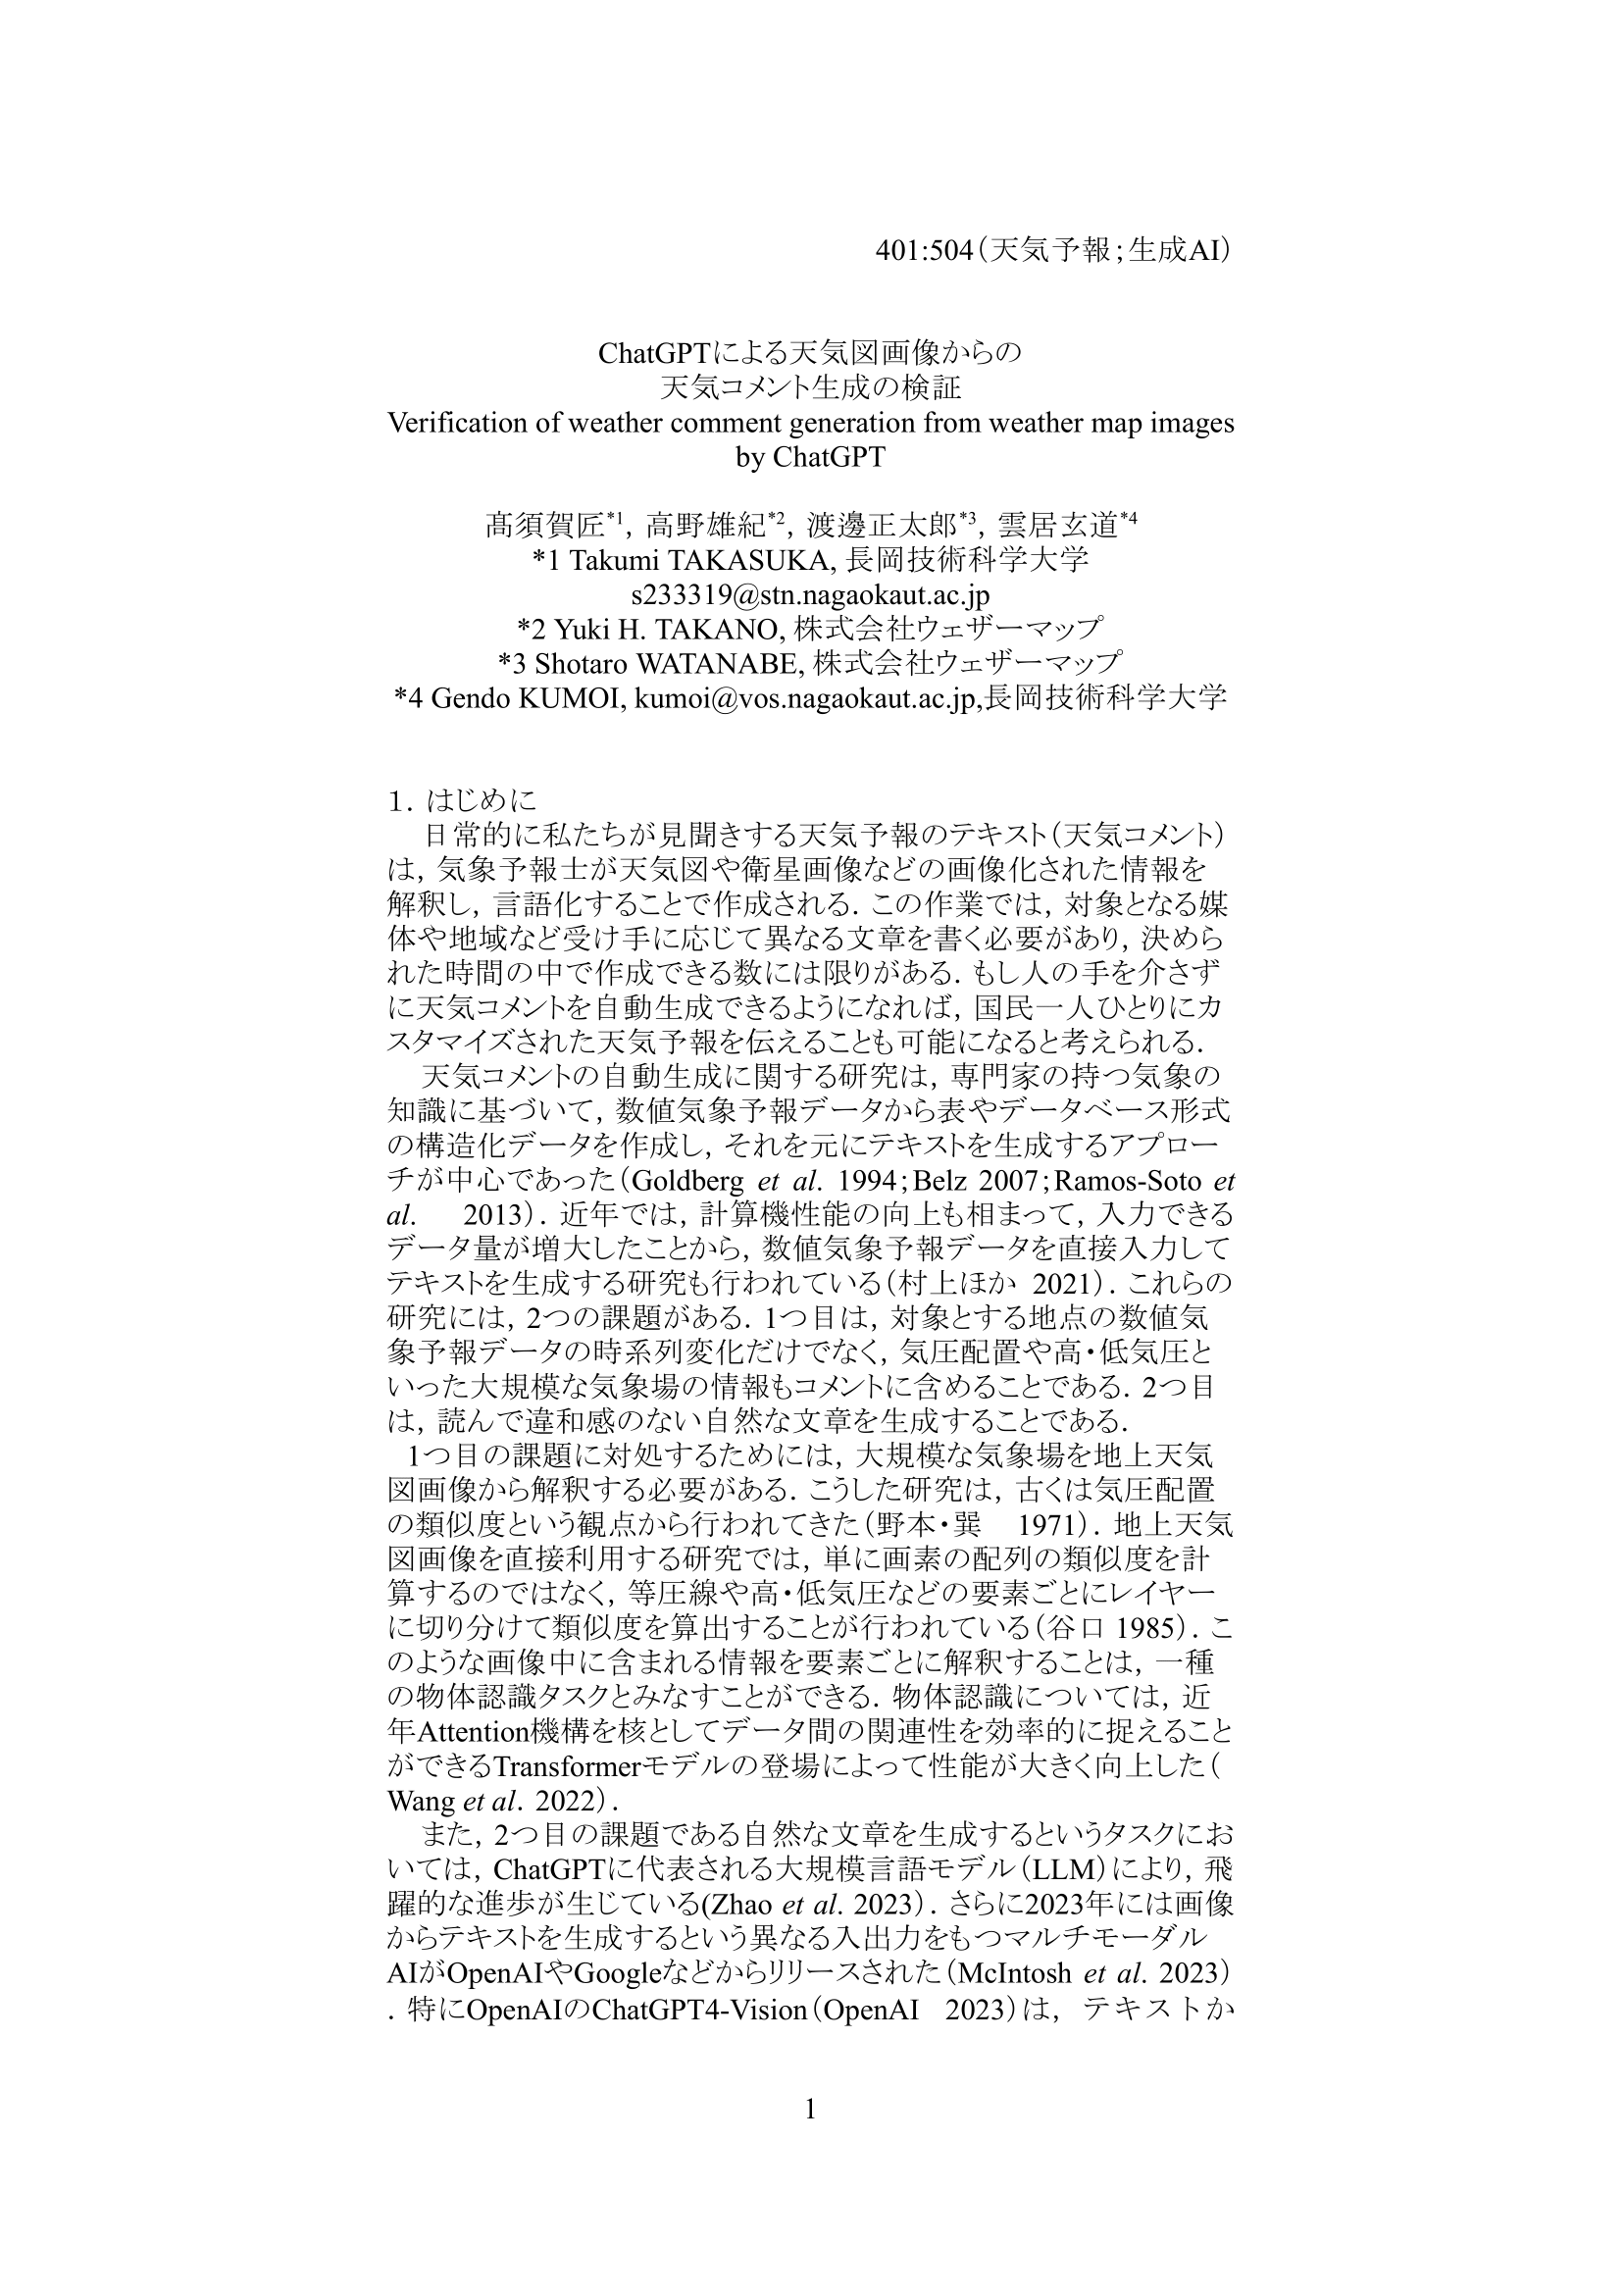 401:504（天気予報；生成AI）
ChatGPTによる天気図画像からの
天気コメント生成の検証
Verification of weather comment generation from weather map images
by ChatGPT
髙須賀匠*1, 高野雄紀*2, 渡邊正太郎*3, 雲居玄道*4
*1 Takumi TAKASUKA, 長岡技術科学大学
s233319@stn.nagaokaut.ac.jp
*2 Yuki H. TAKANO, 株式会社ウェザーマップ
*3 Shotaro WATANABE, 株式会社ウェザーマップ
*4 Gendo KUMOI, kumoi@vos.nagaokaut.ac.jp,長岡技術科学大学
1. はじめに
日常的に私たちが見聞きする天気予報のテキスト（天気コメント）
は, 気象予報士が天気図や衛星画像などの画像化された情報を
解釈し, 言語化することで作成される. この作業では, 対象となる媒
体や地域など受け手に応じて異なる文章を書く必要があり, 決めら
れた時間の中で作成できる数には限りがある. もし人の手を介さず
に天気コメントを自動生成できるようになれば, 国民一人ひとりにカ
スタマイズされた天気予報を伝えることも可能になると考えられる.
天気コメントの自動生成に関する研究は, 専門家の持つ気象の
知識に基づいて, 数値気象予報データから表やデータベース形式
の構造化データを作成し, それを元にテキストを生成するアプロー
チが中心であった（Goldberg et al. 1994；Belz 2007；Ramos-Soto et
al. 2013）. 近年では, 計算機性能の向上も相まって, 入力できる
データ量が増大したことから, 数値気象予報データを直接入力して
テキストを生成する研究も行われている（村上ほか 2021）. これらの
研究には, 2つの課題がある. 1つ目は, 対象とする地点の数値気
象予報データの時系列変化だけでなく, 気圧配置や高・低気圧と
いった大規模な気象場の情報もコメントに含めることである. 2つ目
は, 読んで違和感のない自然な文章を生成することである.
1つ目の課題に対処するためには, 大規模な気象場を地上天気
図画像から解釈する必要がある. こうした研究は, 古くは気圧配置
の類似度という観点から行われてきた（野本・巽 1971）. 地上天気
図画像を直接利用する研究では, 単に画素の配列の類似度を計
算するのではなく, 等圧線や高・低気圧などの要素ごとにレイヤー
に切り分けて類似度を算出することが行われている（谷口 1985）. こ
のような画像中に含まれる情報を要素ごとに解釈することは, 一種
の物体認識タスクとみなすことができる. 物体認識については, 近
年Attention機構を核としてデータ間の関連性を効率的に捉えること
ができるTransformerモデルの登場によって性能が大きく向上した（
Wang et al. 2022）.
また, 2つ目の課題である自然な文章を生成するというタスクにお
いては, ChatGPTに代表される大規模言語モデル（LLM）により, 飛
躍的な進歩が生じている(Zhao et al. 2023）. さらに2023年には画像
からテキストを生成するという異なる入出力をもつマルチモーダル
AIがOpenAIやGoogleなどからリリースされた（McIntosh et al. 2023）
. 特にOpenAIのChatGPT4-Vision（OpenAI 2023）は, テキストか
1